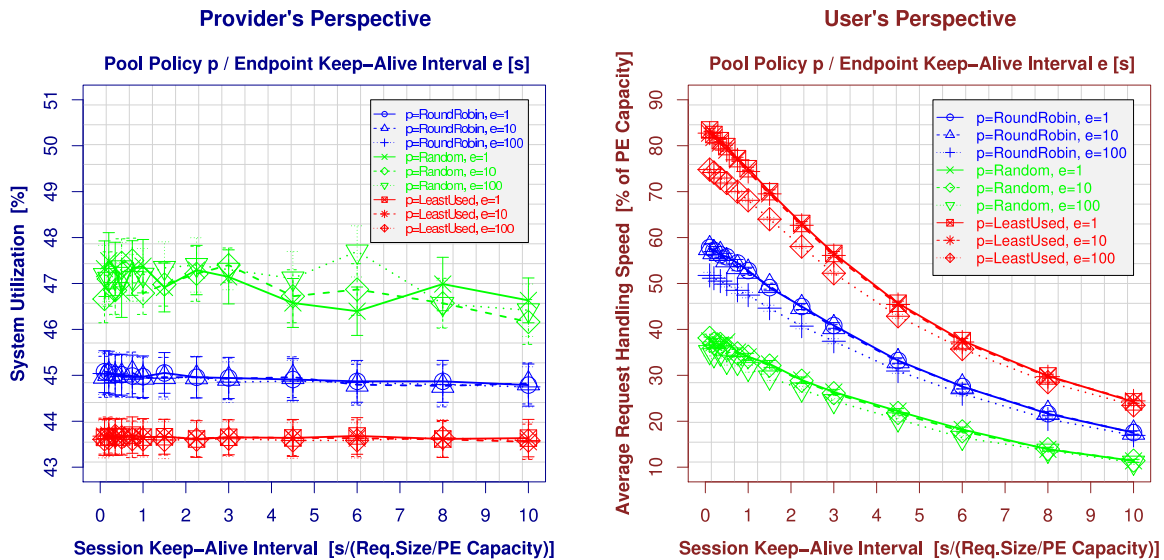 Provider's Perspective
Pool Policy p / Endpoint Keep−Alive Interval e [s]
System Utilization [%]
51
50
49
48
47
46
45
44
43
p=RoundRobin, e=1
p=RoundRobin, e=10
p=RoundRobin, e=100
p=Random, e=1
p=Random, e=10
p=Random, e=100
p=LeastUsed, e=1
p=LeastUsed, e=10
p=LeastUsed, e=100
0 1 2 3 4 5 6 7 8 9 10
Session Keep−Alive Interval [s/(Req.Size/PE Capacity)]
User's Perspective
Pool Policy p / Endpoint Keep−Alive Interval e [s]
Average Request Handling Speed [% of PE Capacity]
90
80
70
60
50
40
30
20
10
p=RoundRobin, e=1
p=RoundRobin, e=10
p=RoundRobin, e=100
p=Random, e=1
p=Random, e=10
p=Random, e=100
p=LeastUsed, e=1
p=LeastUsed, e=10
p=LeastUsed, e=100
0 1 2 3 4 5 6 7 8 9 10
Session Keep−Alive Interval [s/(Req.Size/PE Capacity)]